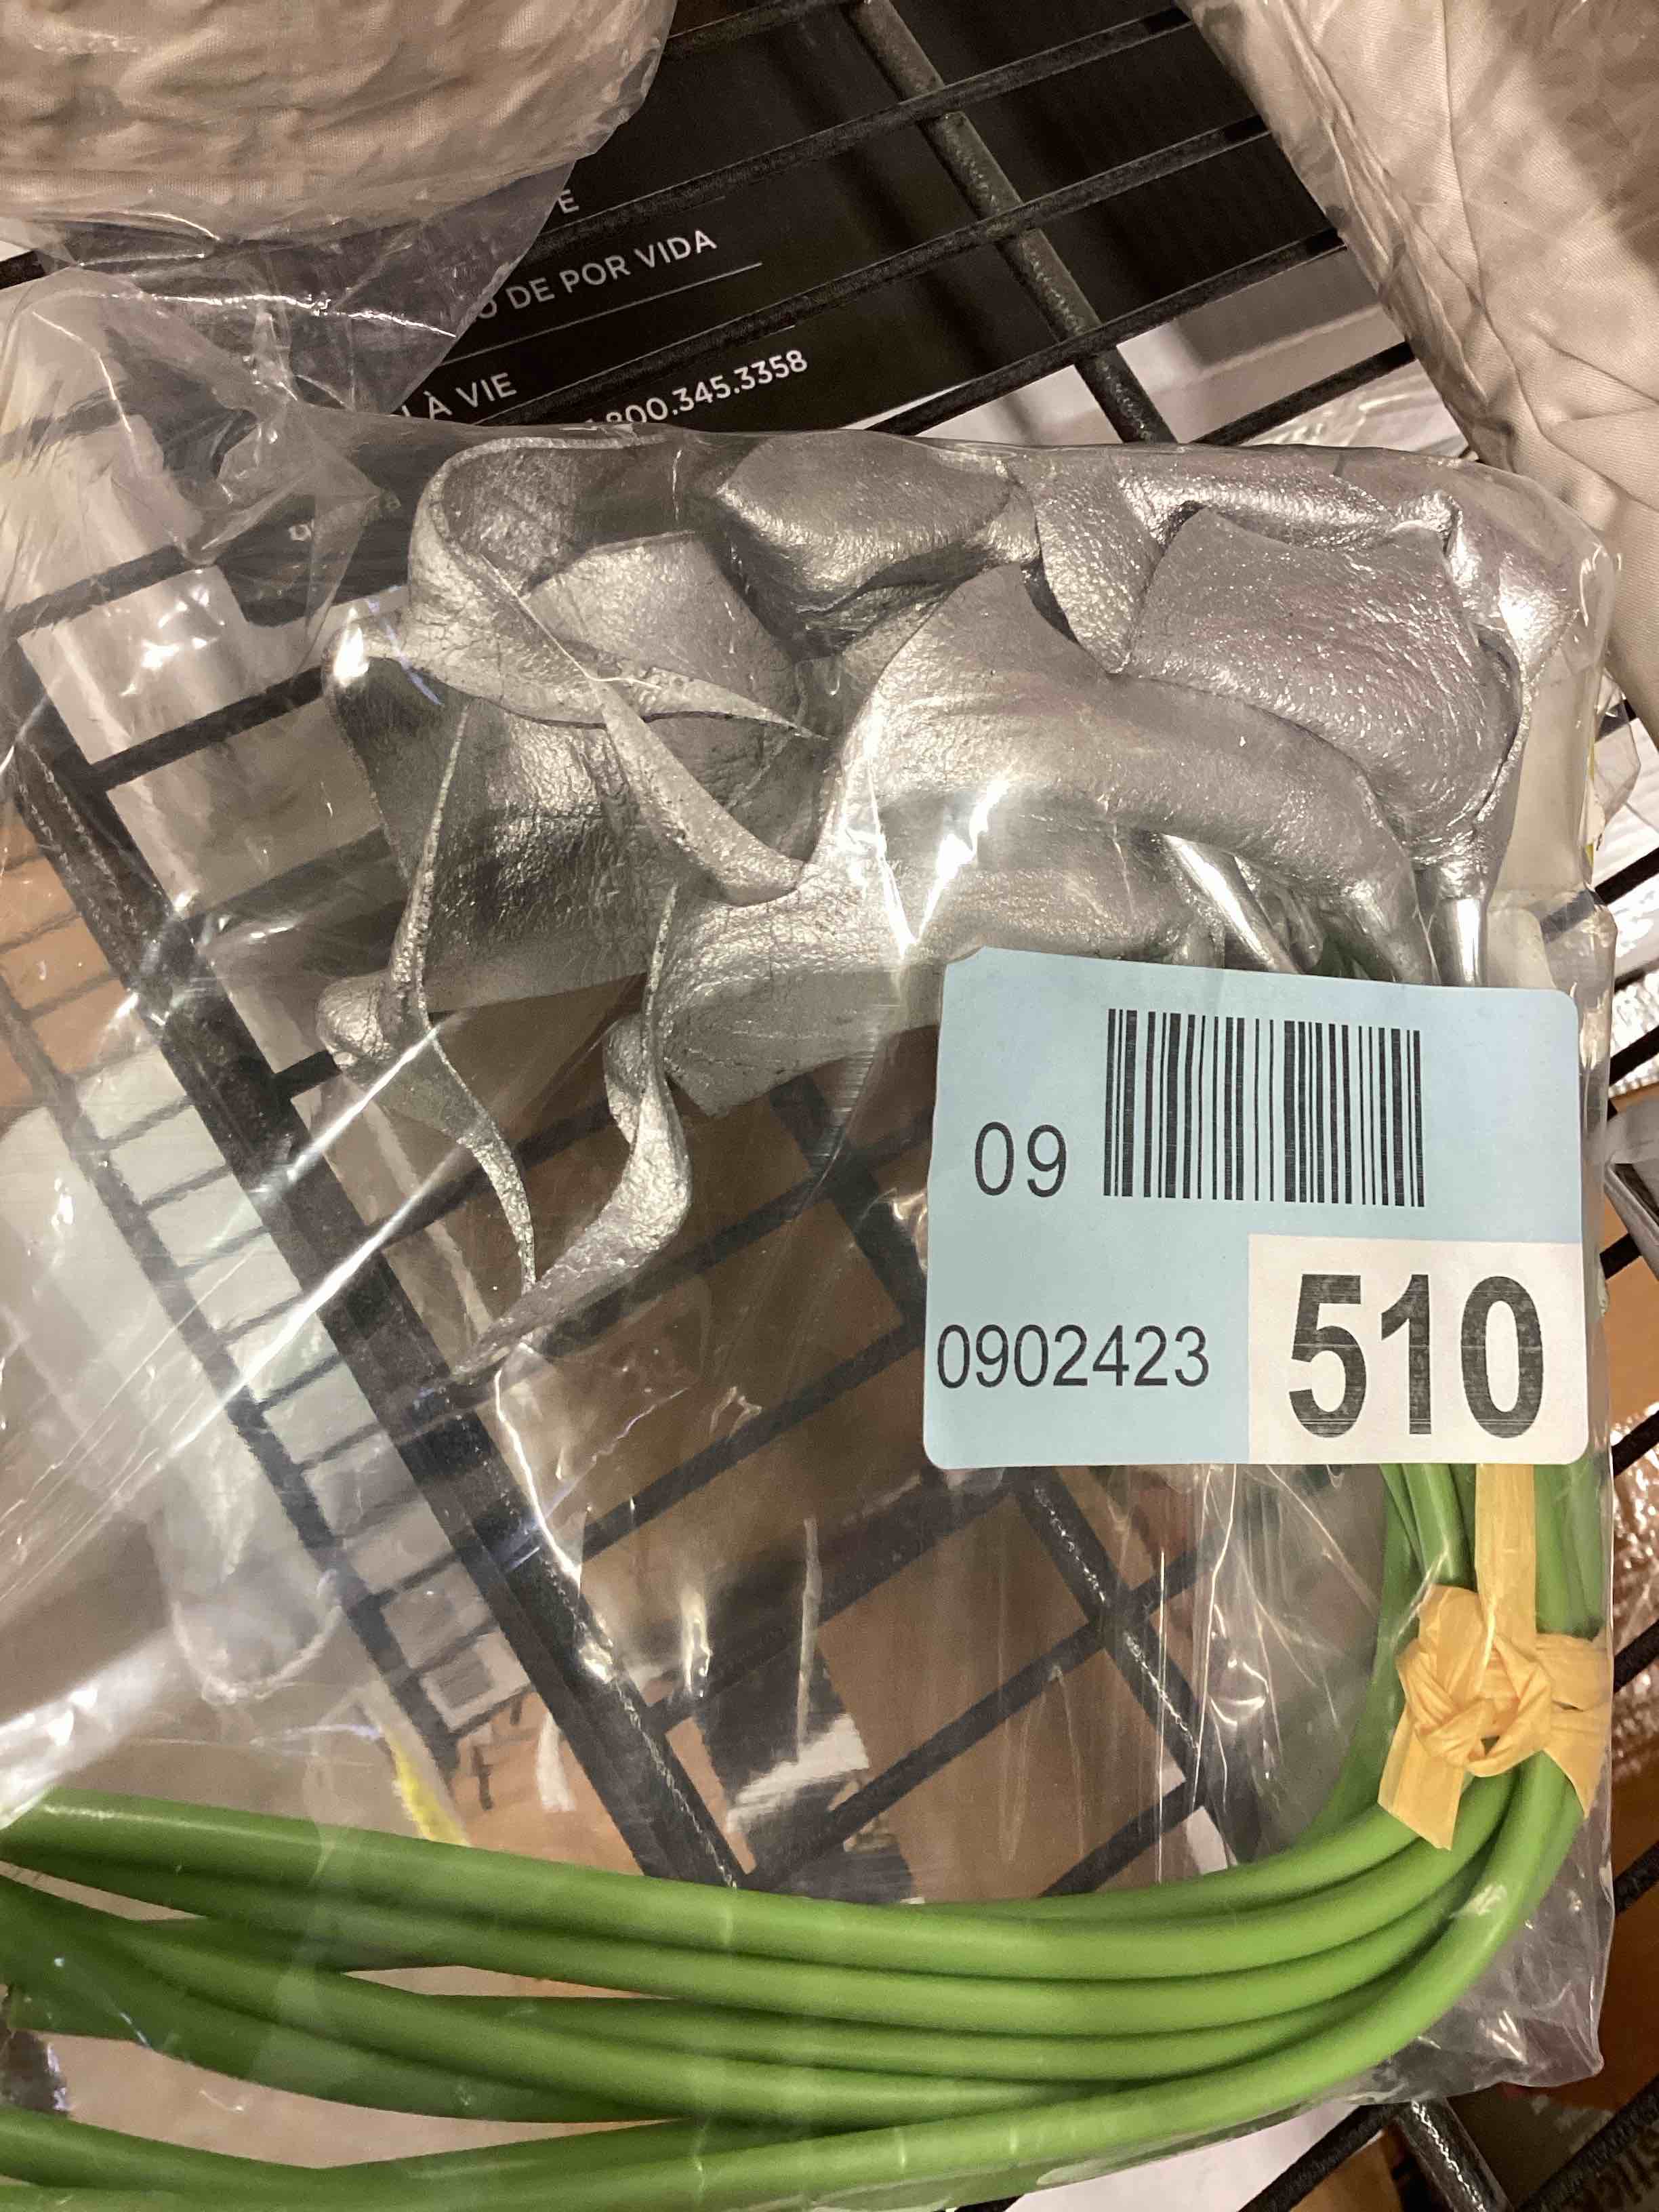 DE POR VIDA
À VIE
800.345.3358
09
0902423
510